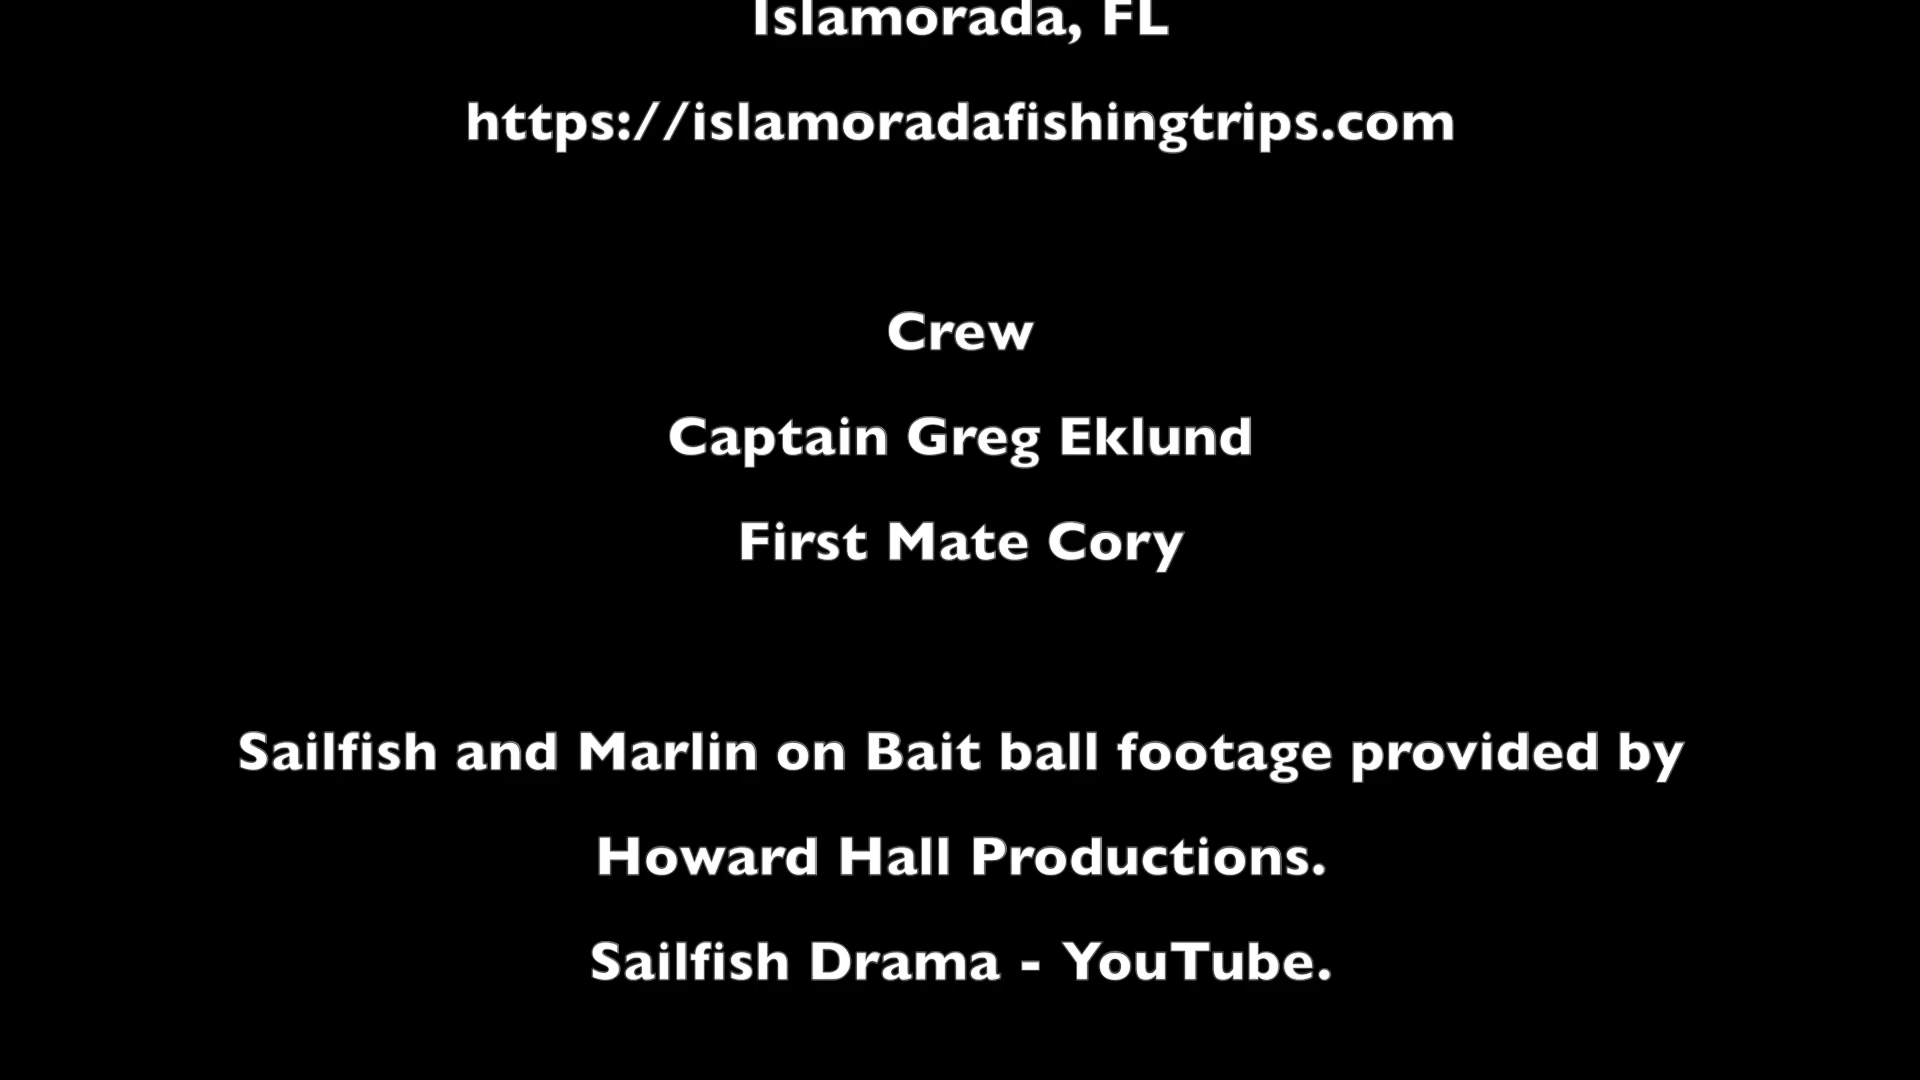 Islamorada, FL
https://islamoradafishingtrips.com
Crew
Captain Greg Eklund
First Mate Cory
Sailfish and Marlin on Bait ball footage provided by
Howard Hall Productions.
Sailfish Drama - YouTube.